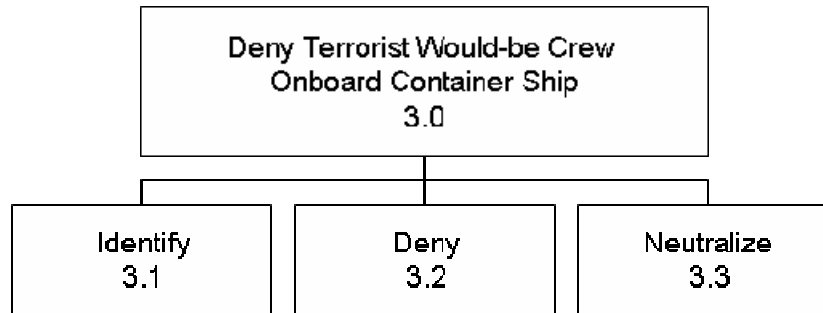 Deny Terrorist Would-be Crew
Onboard Container Ship
3.0
Identify
3.1
Deny
3.2
Neutralize
3.3